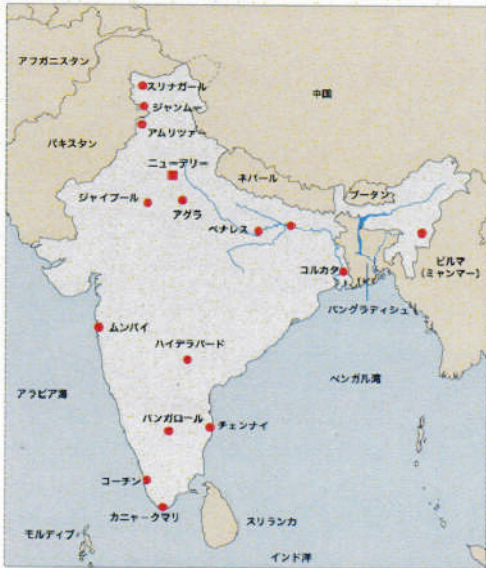 アフガニスタン
スリナガール
中国
ジャンムー
アムリツァー
パキスタン
ニューデリー
ネパール
ブータン
ジャイプール
アグラ
ベナレス
ビルマ
(ミャンマー)
コルカタ
バングラディシュ
ムンバイ
ハイデラバード
アラビア海
ベンガル湾
バンガロール
チェンナイ
コーチン
カニャークマリ
スリランカ
モルディブ
インド洋